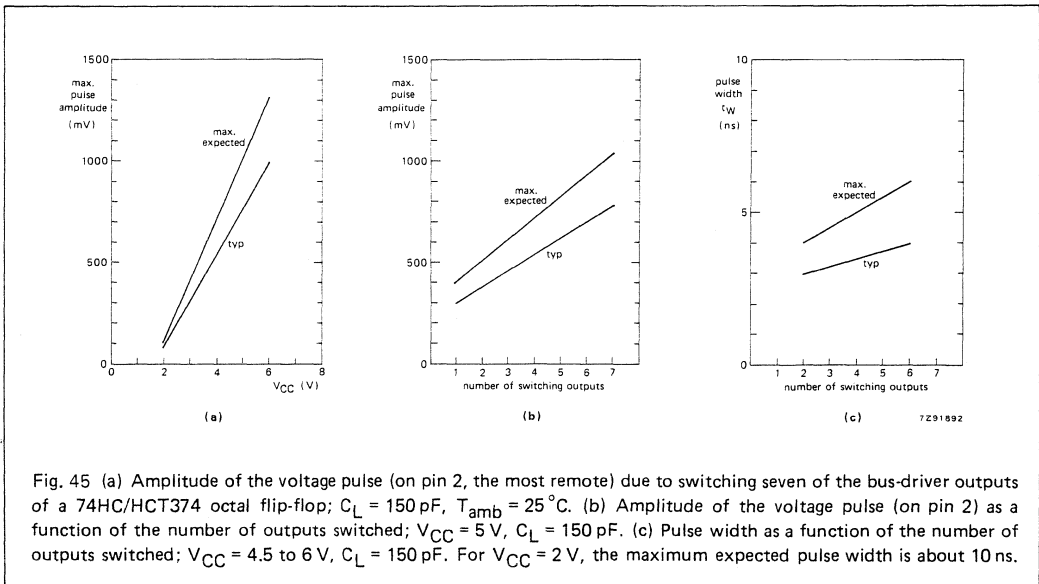 1500
max.
pulse
amplitude
(mV)
1000
500
0
max.
expected
typ
0 2 4 6 8
VCC (V)
(a)
1500
max.
pulse
amplitude
(mV)
1000
500
0
max.
expected
typ
1 2 3 4 5 6 7
number of switching outputs
(b)
10
pulse
width
tW
(ns)
5
0
max.
expected
typ
1 2 3 4 5 6 7
number of switching outputs
(c)
7Z91892
Fig. 45 (a) Amplitude of the voltage pulse (on pin 2, the most remote) due to switching seven of the bus-driver outputs
of a 74HC/HCT374 octal flip-flop; CL = 150 pF, Tamb = 25 °C. (b) Amplitude of the voltage pulse (on pin 2) as a
function of the number of outputs switched; VCC = 5 V, CL = 150 pF. (c) Pulse width as a function of the number of
outputs switched; VCC = 4.5 to 6 V, CL = 150 pF. For VCC = 2 V, the maximum expected pulse width is about 10 ns.